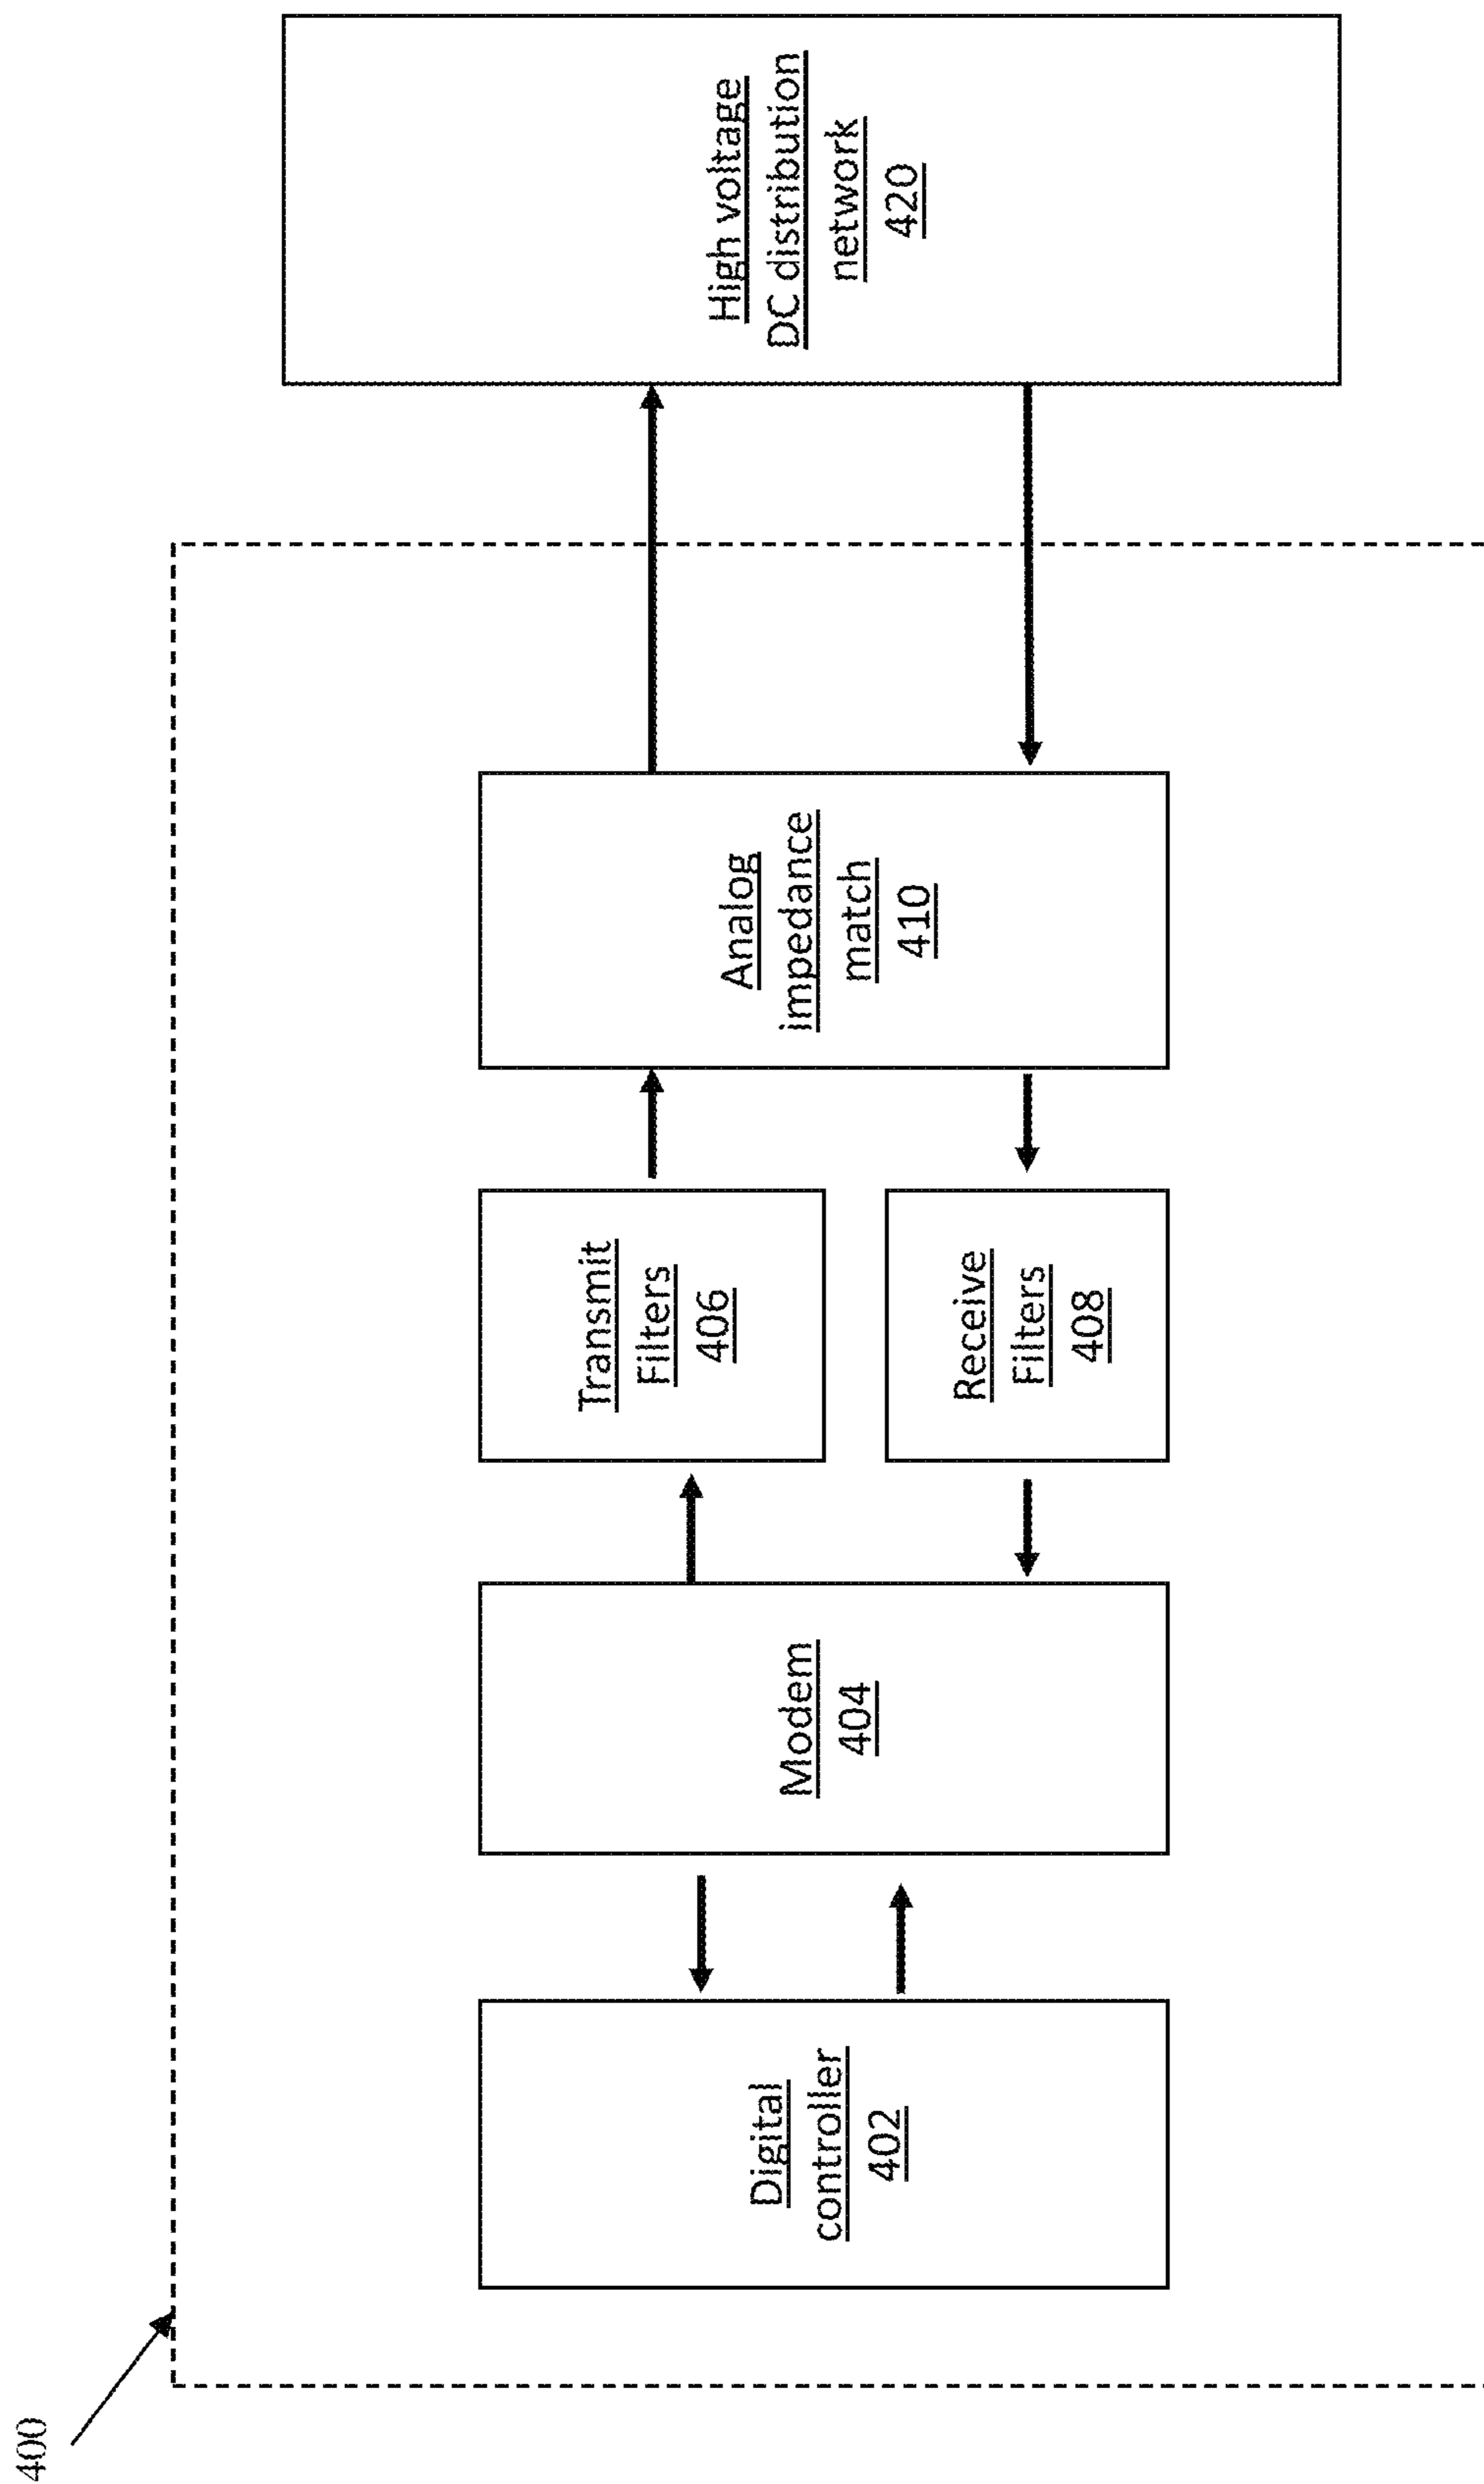 400
Digital
controller
402
Modem
404
Transmit
Filters
406
Receive
Filters
408
Analog
impedance
match
410
High voltage
DC distribution
network
420